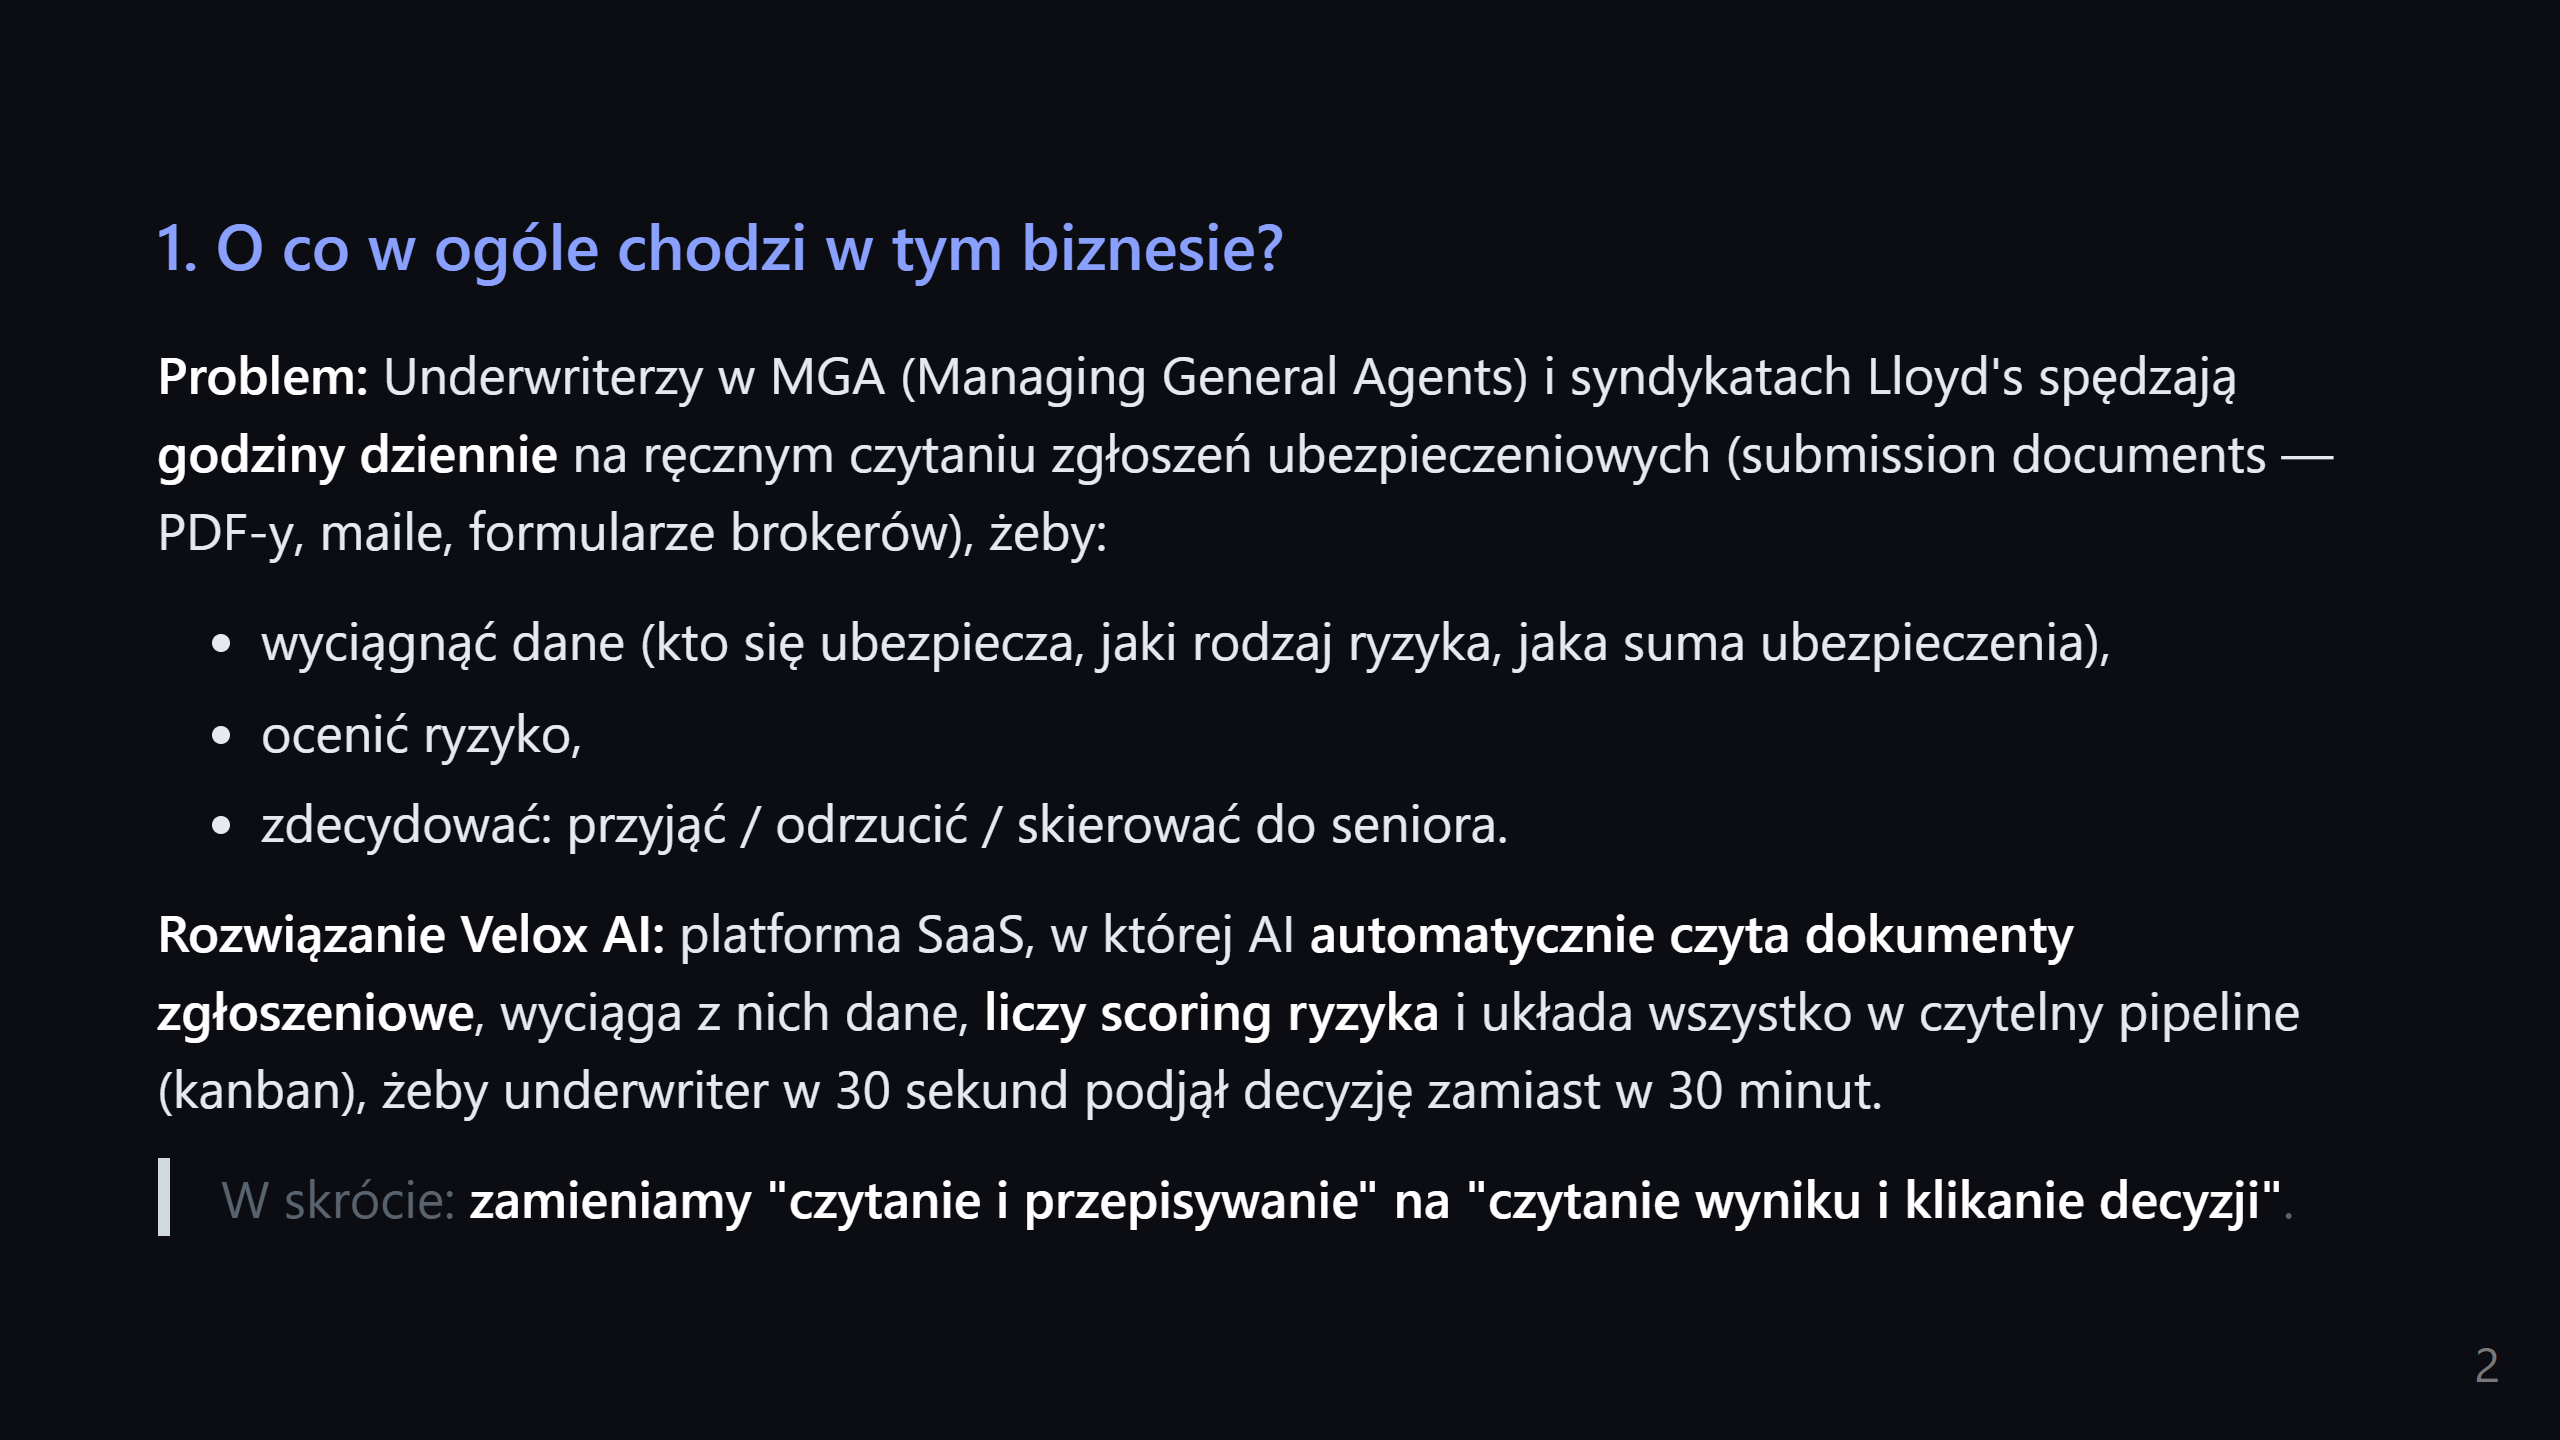 1. O co w ogóle chodzi w tym biznesie?
Problem: Underwriterzy w MGA (Managing General Agents) i syndykatach Lloyd's spędzają
godziny dziennie na ręcznym czytaniu zgłoszeń ubezpieczeniowych (submission documents —
PDF-y, maile, formularze brokerów), żeby:
• wyciągnąć dane (kto się ubezpiecza, jaki rodzaj ryzyka, jaka suma ubezpieczenia),
• ocenić ryzyko,
• zdecydować: przyjąć / odrzucić / skierować do seniora.
Rozwiązanie Velox AI: platforma SaaS, w której AI automatycznie czyta dokumenty
zgłoszeniowe, wyciąga z nich dane, liczy scoring ryzyka i układa wszystko w czytelny pipeline
(kanban), żeby underwriter w 30 sekund podjął decyzję zamiast w 30 minut.
W skrócie: zamieniamy "czytanie i przepisywanie" na "czytanie wyniku i klikanie decyzji".
2